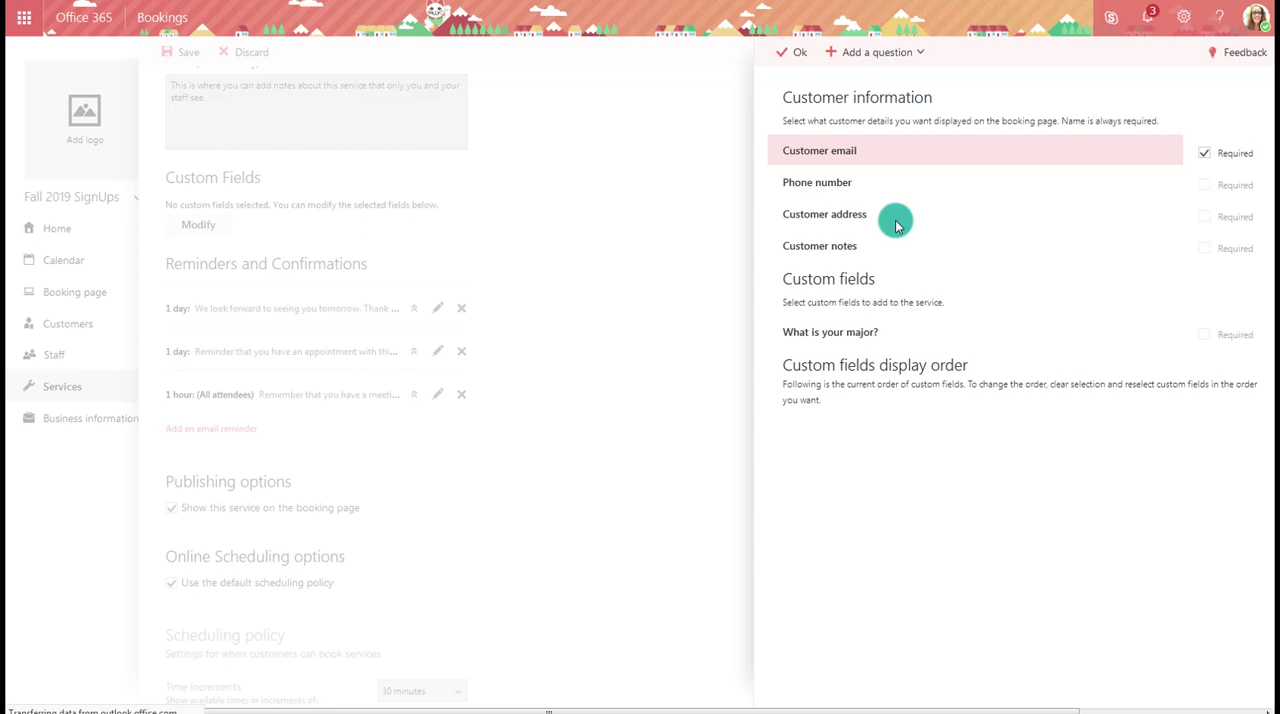 Office 365
Bookings
3
Save
Discard
This is where you can add notes about this service that only you and your
staff see.
Add logo
Fall 2019 SignUps
Home
Calendar
Booking page
Customers
Staff
Services
Business information
Custom Fields
No custom fields selected. You can modify the selected fields below.
Modify
Reminders and Confirmations
1 day: We look forward to seeing you tomorrow. Thank ...
1 day: Reminder that you have an appointment with thi...
1 hour: (All attendees) Remember that you have a meeti...
Add an email reminder
Publishing options
Show this service on the booking page
Online Scheduling options
Use the default scheduling policy
Scheduling policy
Settings for when customers can book services
Time increments
Show available times in increments of:
30 minutes
Transferring data from outlook.office.com...
Ok
Add a question
Feedback
Customer information
Select what customer details you want displayed on the booking page. Name is always required.
Customer email
Required
Phone number
Required
Customer address
Required
Customer notes
Required
Custom fields
Select custom fields to add to the service.
What is your major?
Required
Custom fields display order
Following is the current order of custom fields. To change the order, clear selection and reselect custom fields in the order
you want.